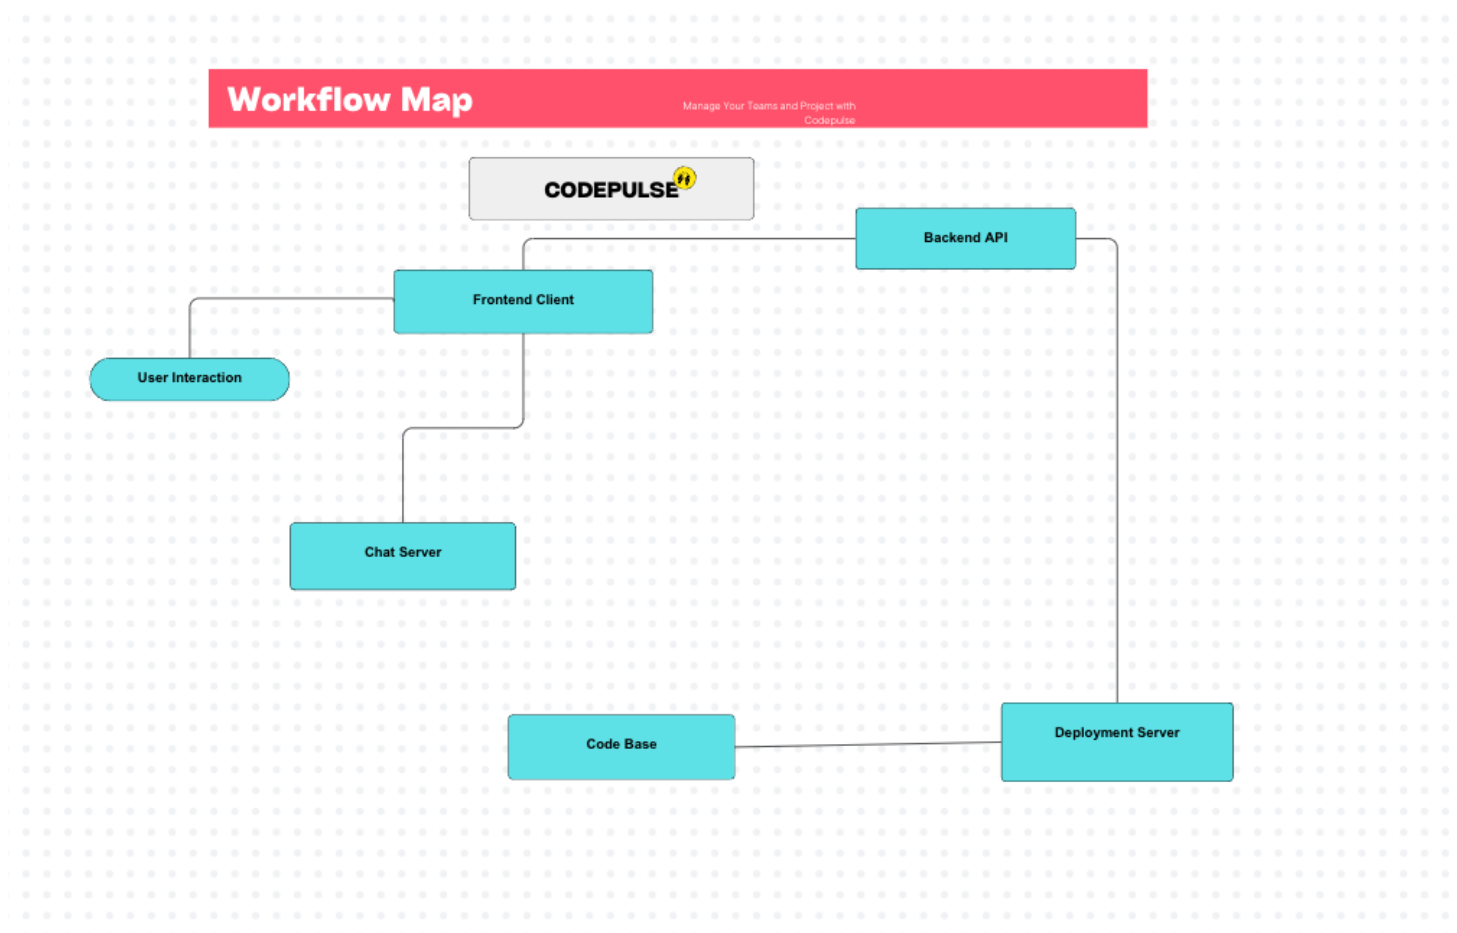 Workflow Map
Manage Your Teams and Project with
Codepulse
CODEPULSE
Backend API
Frontend Client
User Interaction
Chat Server
Code Base
Deployment Server